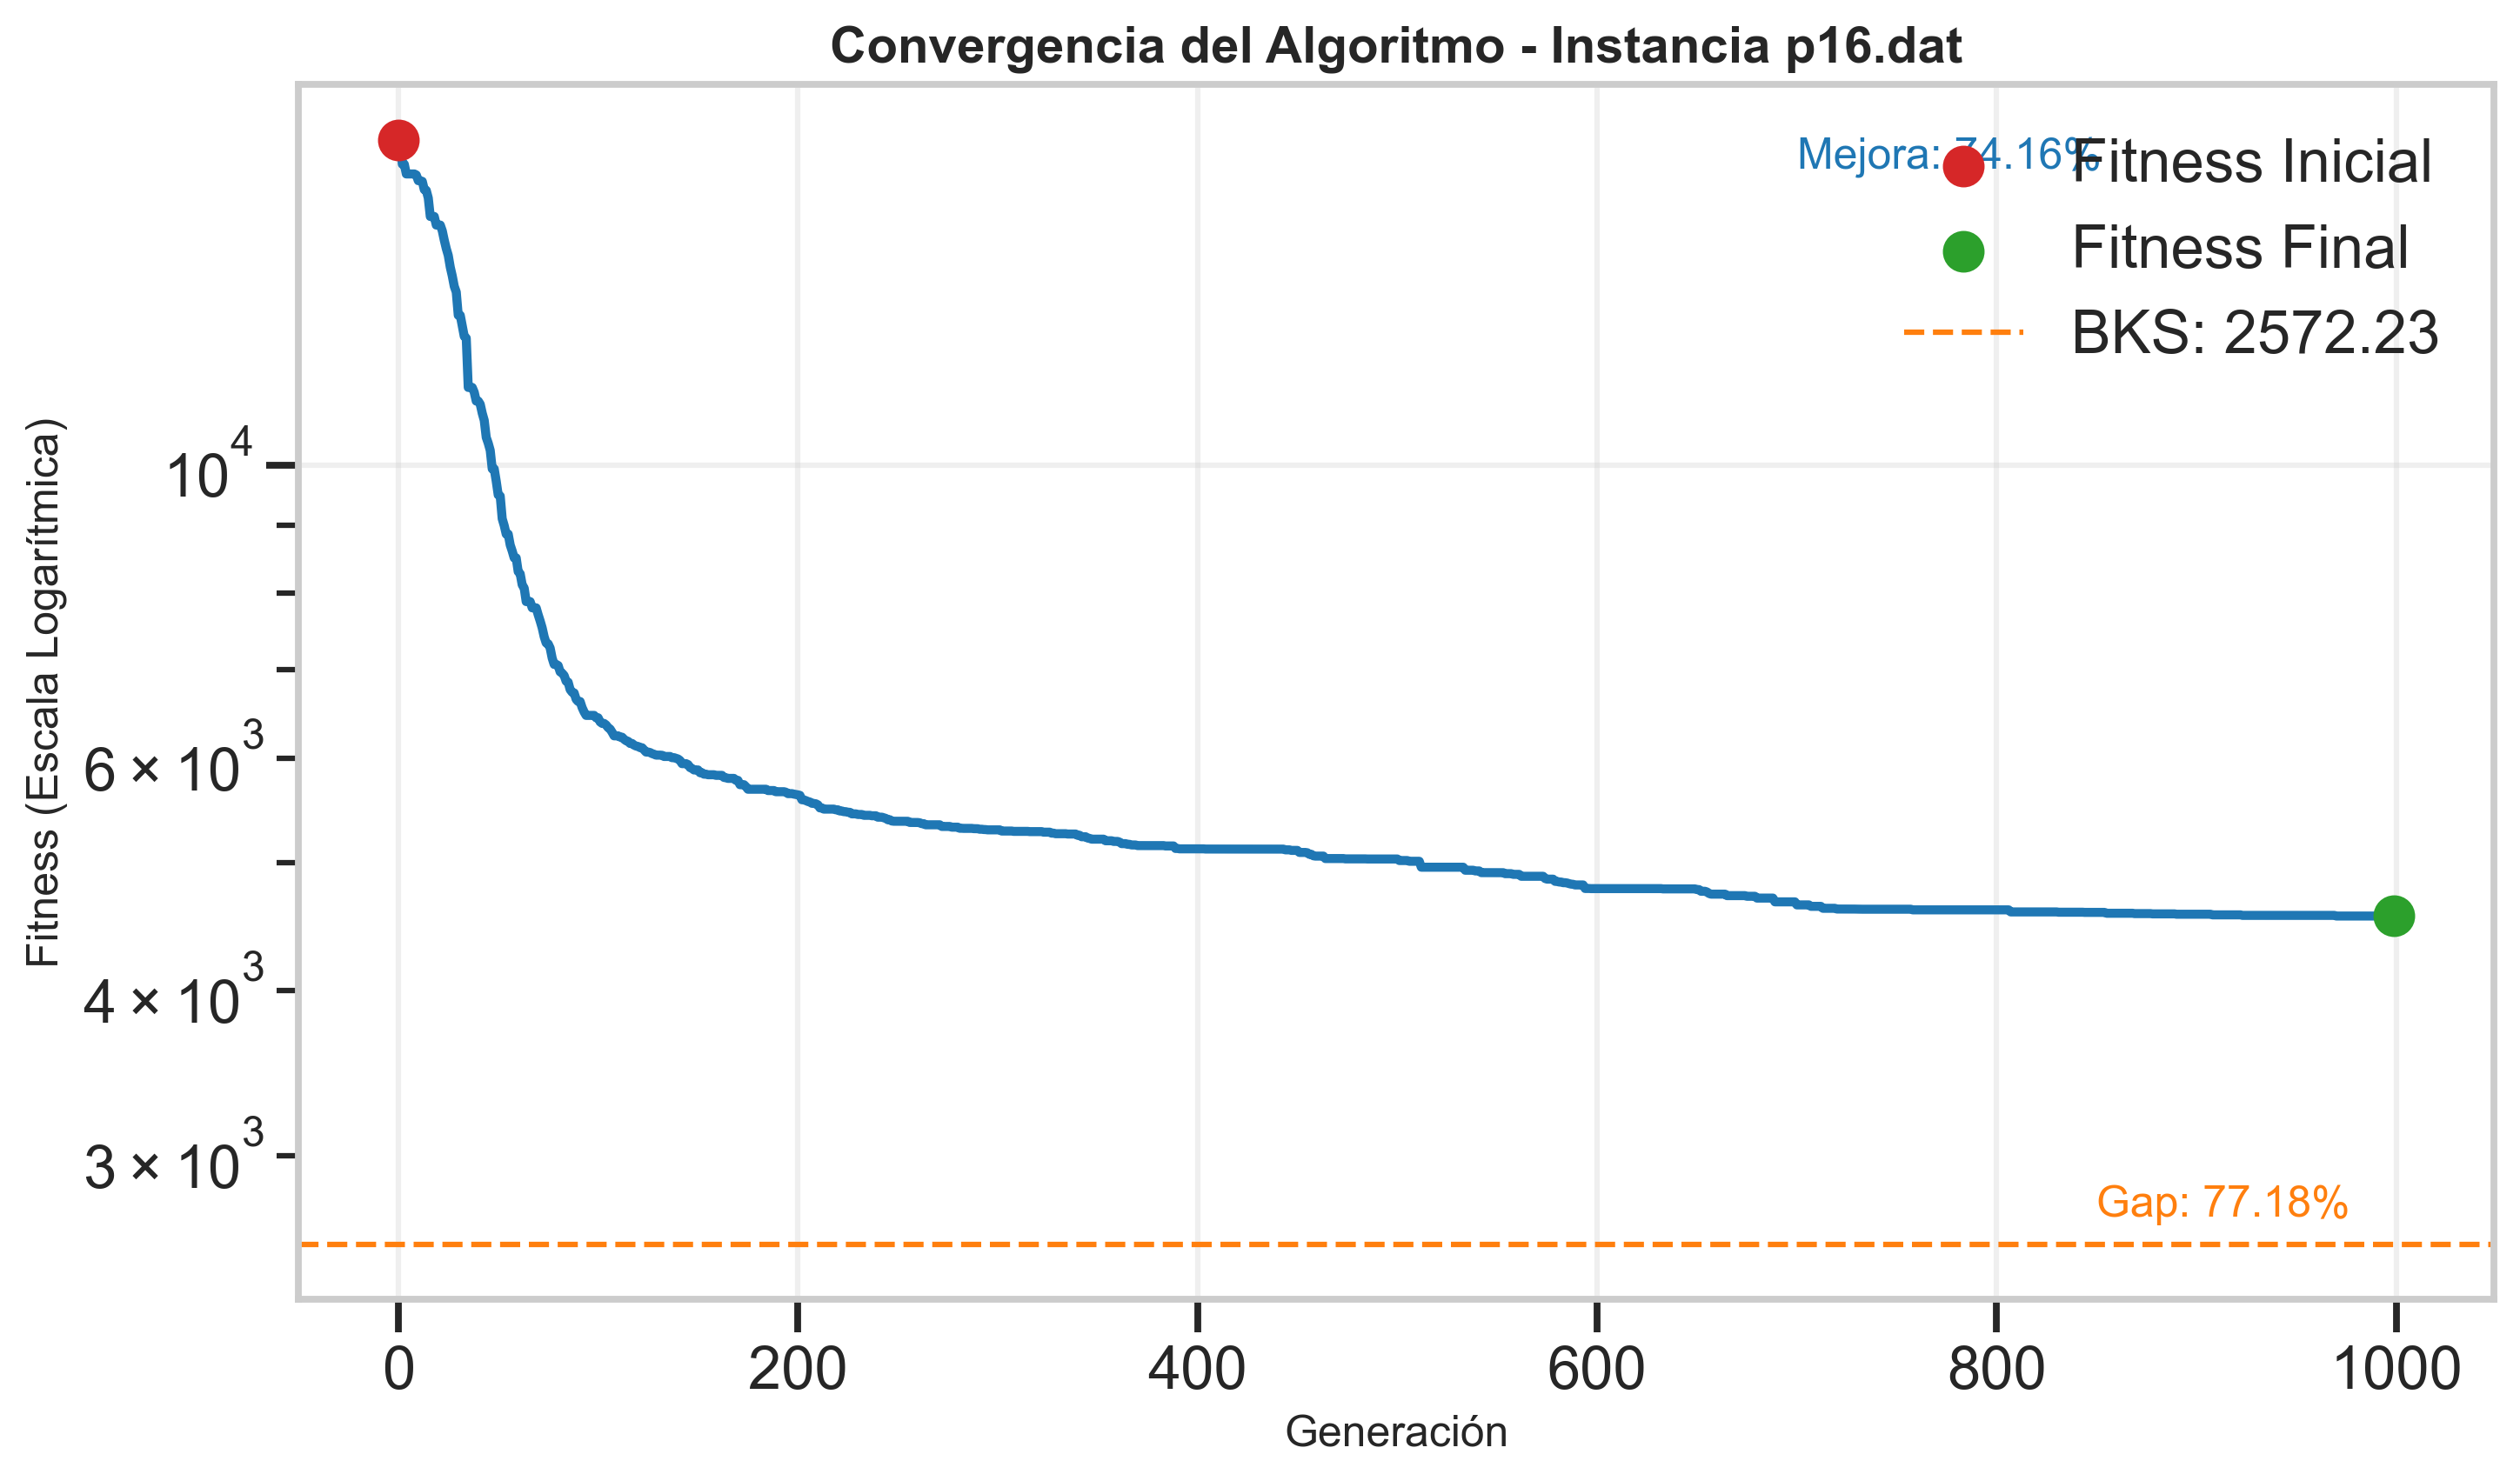 Convergencia del Algoritmo - Instancia p16.dat
Mejora: 74.16%
Fitness Inicial
Fitness Final
BKS: 2572.23
Fitness (Escala Logarítmica)
10^4
6 × 10^3
4 × 10^3
3 × 10^3
Gap: 77.18%
0 200 400 600 800 1000
Generación